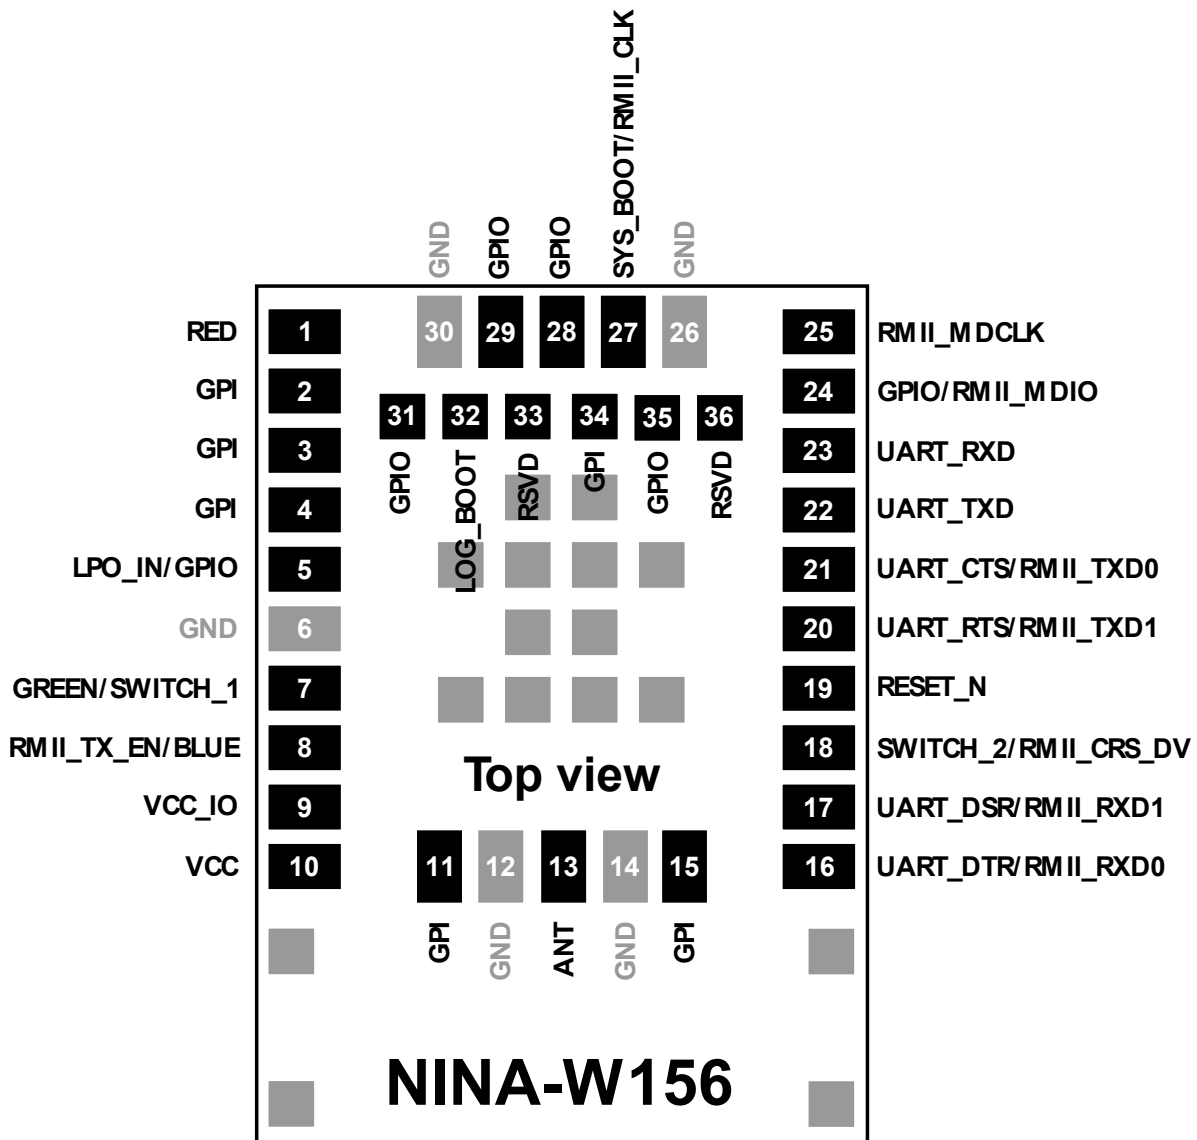 SYS_BOOT/RMII_CLK
GND GPIO GPIO GND
RED 1 30 29 28 27 26 25 RMII_MDCLK
GPI 2 24 GPIO/RMII_MDIO
31 32 33 34 35 36
GPI 3 23 UART_RXD
GPIO LOG_BOOT RSVD GPI GPIO RSVD
GPI 4 22 UART_TXD
LPO_IN/GPIO 5 21 UART_CTS/RMII_TXD0
GND 6 20 UART_RTS/RMII_TXD1
GREEN/SWITCH_1 7 19 RESET_N
RMII_TX_EN/BLUE 8 18 SWITCH_2/RMII_CRS_DV
Top view
VCC_IO 9 17 UART_DSR/RMII_RXD1
VCC 10 11 12 13 14 15 16 UART_DTR/RMII_RXD0
GPI GND ANT GND GPI
NINA-W156